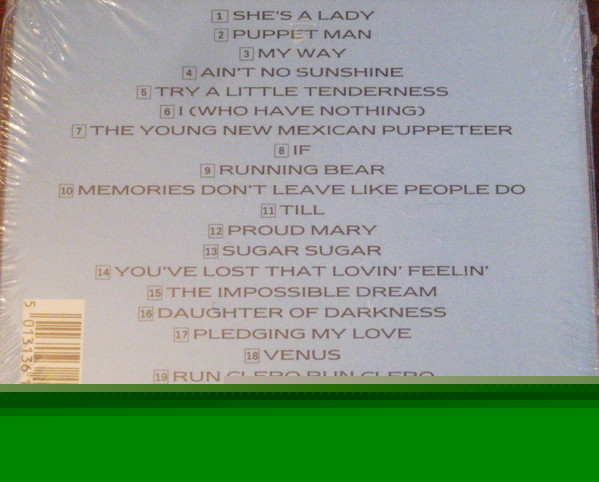 1 SHE'S A LADY
2 PUPPET MAN
3 MY WAY
4 AIN'T NO SUNSHINE
5 TRY A LITTLE TENDERNESS
6 I (WHO HAVE NOTHING)
7 THE YOUNG NEW MEXICAN PUPPETEER
8 IF
9 RUNNING BEAR
10 MEMORIES DON'T LEAVE LIKE PEOPLE DO
11 TILL
12 PROUD MARY
13 SUGAR SUGAR
14 YOU'VE LOST THAT LOVIN' FEELIN'
15 THE IMPOSSIBLE DREAM
16 DAUGHTER OF DARKNESS
17 PLEDGING MY LOVE
18 VENUS
19 RUN
5 013136